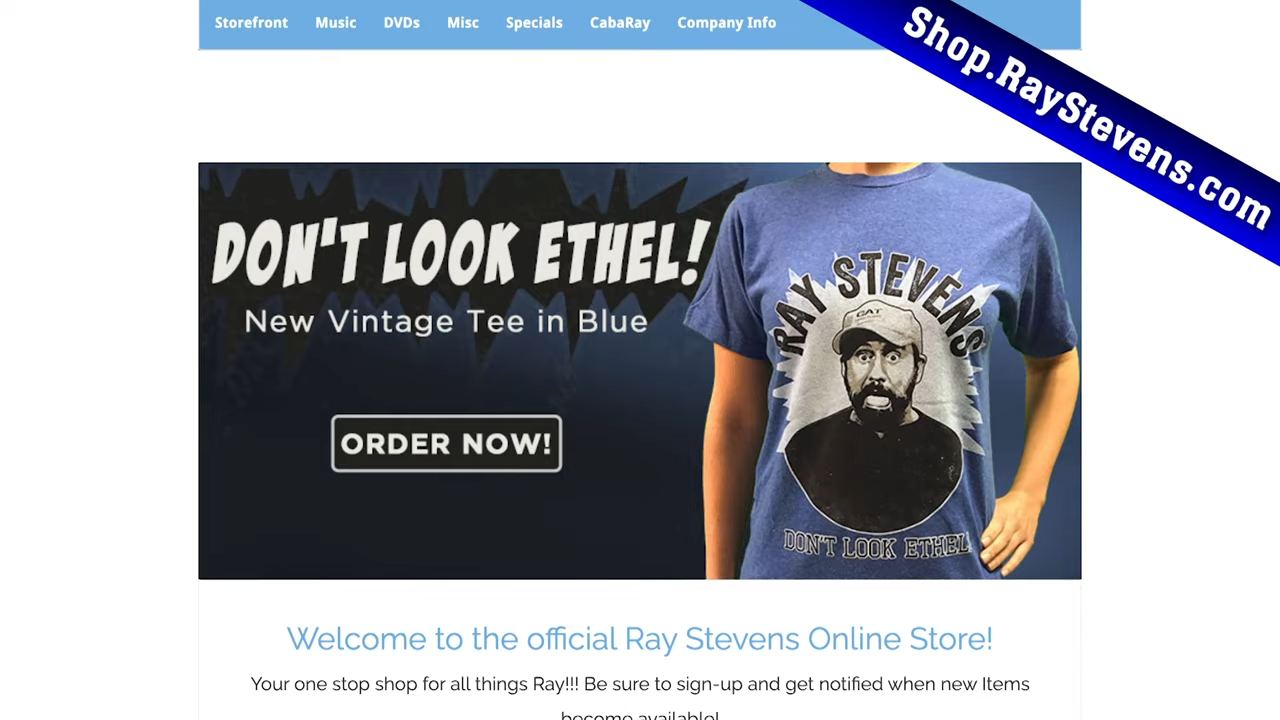 Storefront Music DVDs Misc Specials CabaRay Company Info
Shop.RayStevens.com
DON'T LOOK ETHEL!
New Vintage Tee in Blue
ORDER NOW!
RAY STEVENS
CAT
DON'T LOOK ETHEL
Welcome to the official Ray Stevens Online Store!
Your one stop shop for all things Ray!!! Be sure to sign-up and get notified when new Items
become available!